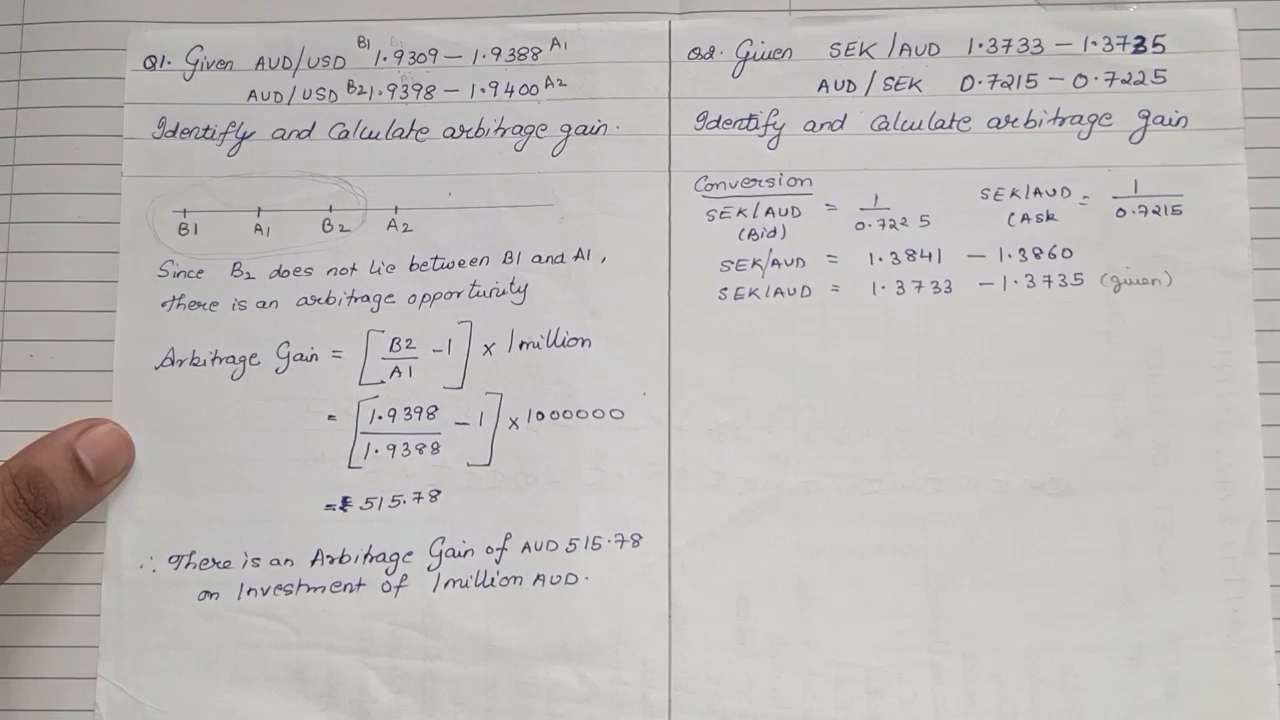 Q1. Given AUD/USD B1 1.9309 – 1.9388 A1
AUD/USD B2 1.9398 – 1.9400 A2
Identifly and Calculate arbitrage gain.
B1 A1 B2 A2
Since B2 does not lie between B1 and A1,
there is an arbitrage opportunity
Arbitrage Gain = [B2/A1 – 1] × 1million
= [1.9398/1.9388 – 1] × 1000000
= 515.78
∴ There is an Arbitrage Gain of AUD 515.78
on Investment of 1million AUD.
Q2. Given SEK/AUD 1.3733 – 1.3735
AUD/SEK 0.7215 – 0.7225
Identify and Calculate arbitrage gain
Conversion
SEK/AUD (Bid) = 1/0.7225 SEK/AUD (Ask = 1/0.7215
SEK/AUD = 1.3841 – 1.3860
SEK/AUD = 1.3733 – 1.3735 (given)